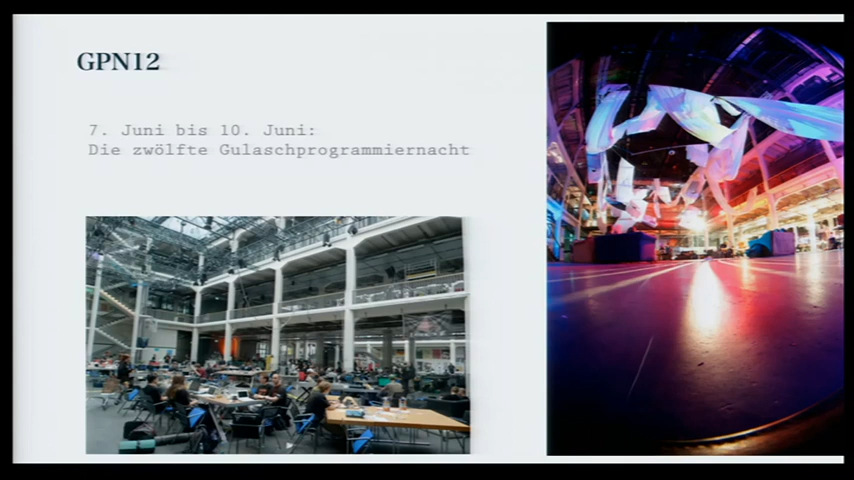 GPN12
7. Juni bis 10. Juni:
Die zwölfte Gulaschprogrammiernacht